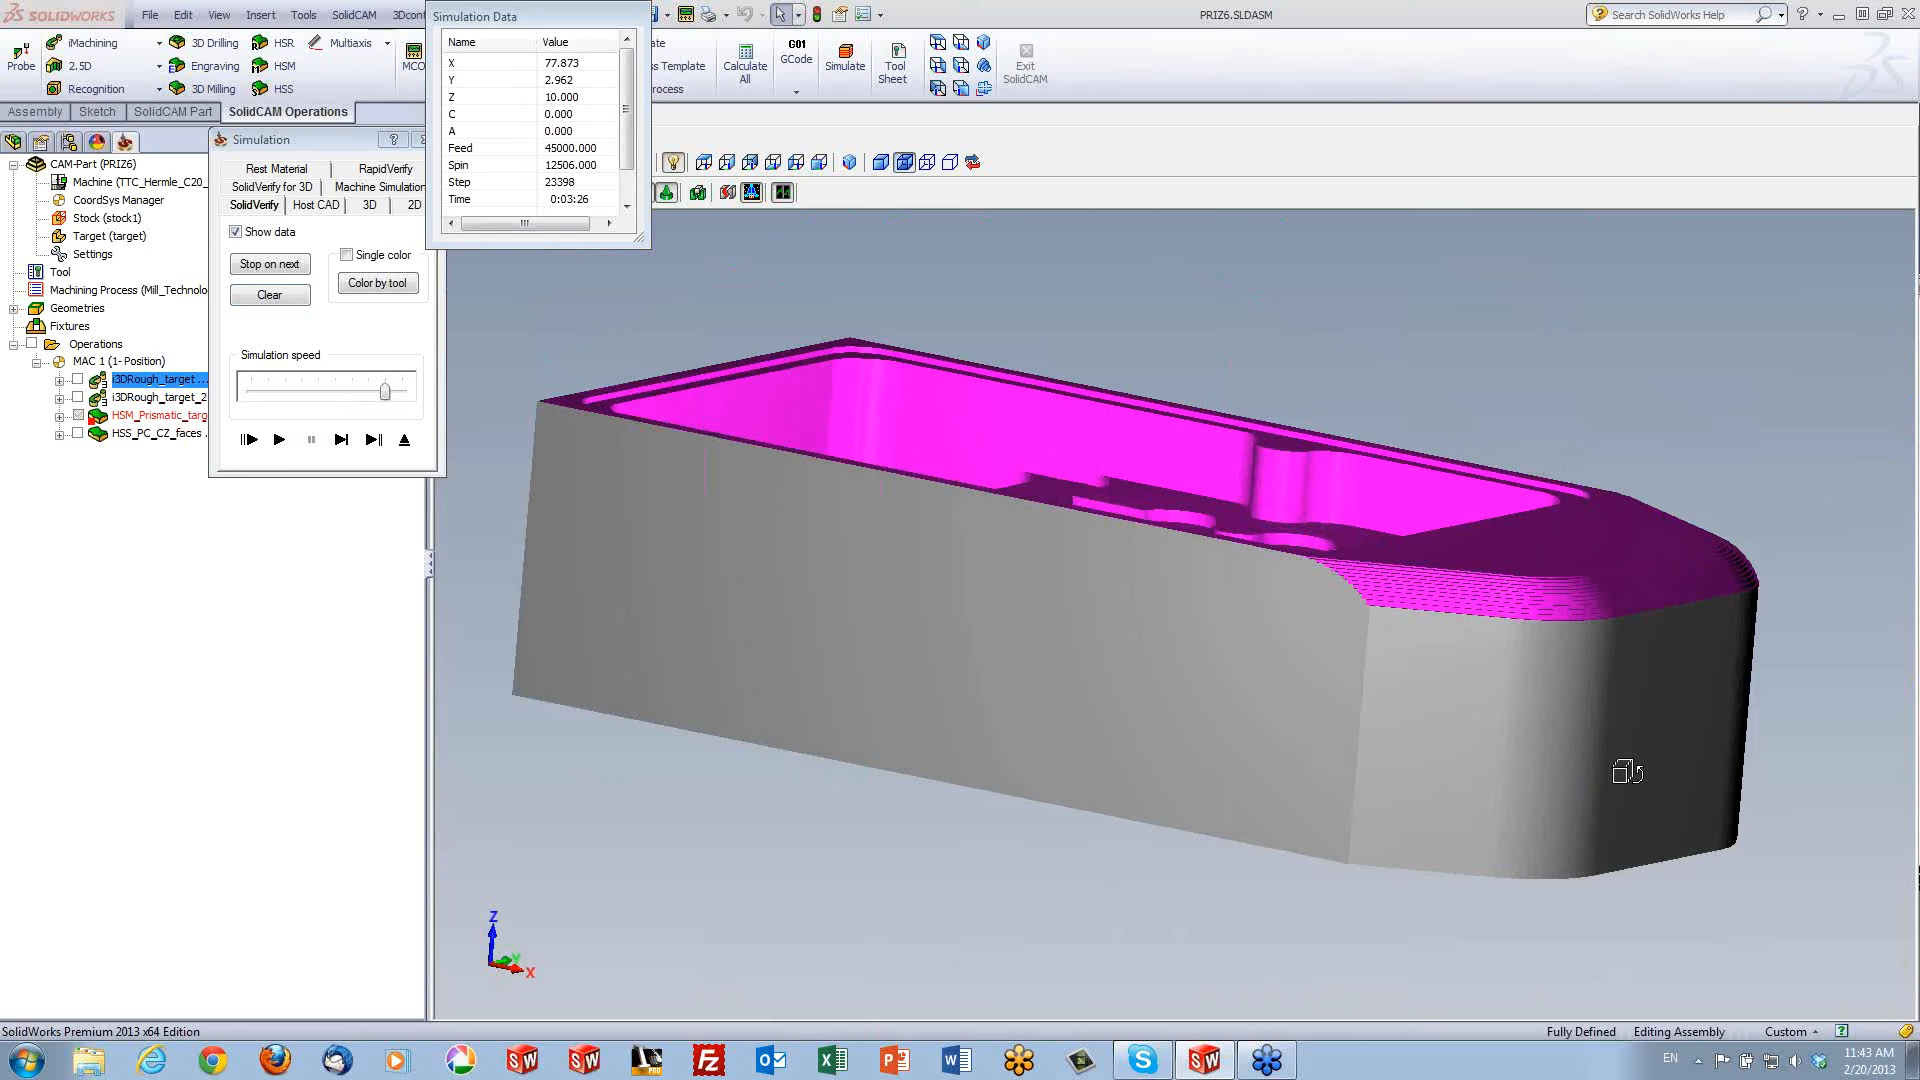 SOLIDWORKS
File Edit View Insert Tools SolidCAM 3Dcont
PRIZ6.SLDASM
Search SolidWorks Help
Simulation Data
Name Value
X 77.873
Y 2.962
Z 10.000
C 0.000
A 0.000
Feed 45000.000
Spin 12506.000
Step 23398
Time 0:03:26
Probe
iMachining
2.5D
Recognition
3D Drilling
Engraving
3D Milling
HSR
HSM
HSS
Multiaxis
MCO
ate
s Template
rocess
Calculate All
G01
GCode
Simulate
Tool Sheet
Exit SolidCAM
Assembly Sketch SolidCAM Part SolidCAM Operations
CAM-Part (PRIZ6)
Machine (TTC_Hermle_C20_
CoordSys Manager
Stock (stock1)
Target (target)
Settings
Tool
Machining Process (Mill_Technolo
Geometries
Fixtures
Operations
MAC 1 (1- Position)
i3DRough_target ...
i3DRough_target_2
HSM_Prismatic_targ
HSS_PC_CZ_faces .
Simulation
Rest Material RapidVerify
SolidVerify for 3D Machine Simulation
SolidVerify Host CAD 3D 2D
Show data
Stop on next
Clear
Single color
Color by tool
Simulation speed
Z
Y
X
SolidWorks Premium 2013 x64 Edition
Fully Defined Editing Assembly Custom
EN
11:43 AM
2/20/2013